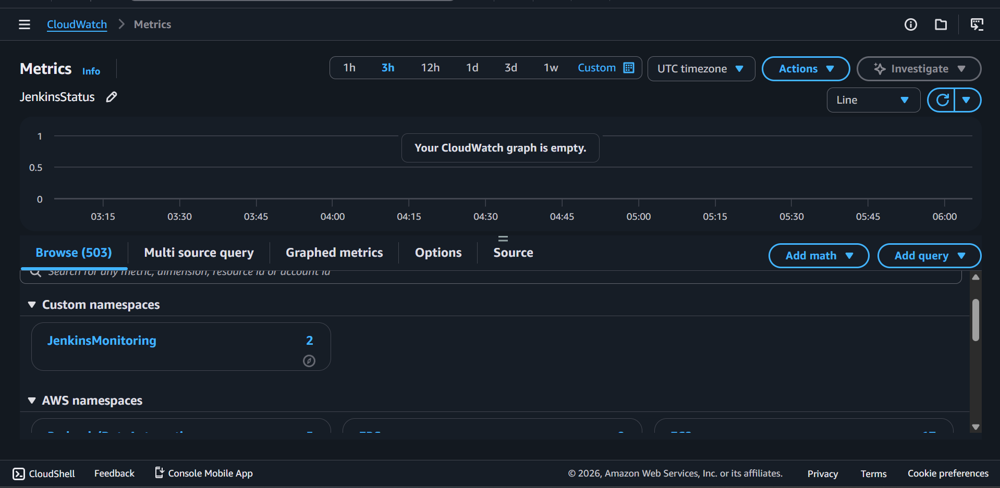 CloudWatch > Metrics
Metrics Info
1h 3h 12h 1d 3d 1w Custom
UTC timezone
Actions
Investigate
JenkinsStatus
Line
1
Your CloudWatch graph is empty.
0.5
0
03:15 03:30 03:45 04:00 04:15 04:30 04:45 05:00 05:15 05:30 05:45 06:00
Browse (503) Multi source query Graphed metrics Options Source
Add math Add query
Search for any metric, dimension, resource id or account id
Custom namespaces
JenkinsMonitoring 2
AWS namespaces
CloudShell Feedback Console Mobile App
© 2026, Amazon Web Services, Inc. or its affiliates. Privacy Terms Cookie preferences